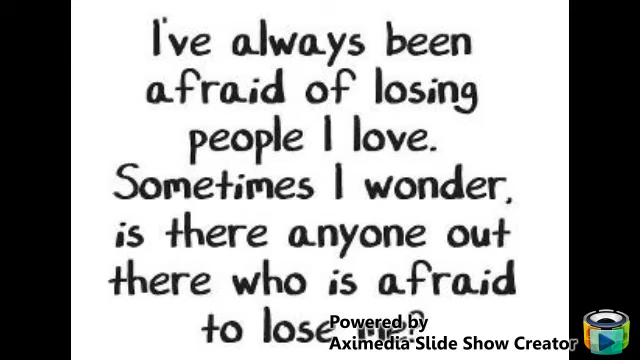 I've always been
afraid of losing
people I love.
Sometimes I wonder,
is there anyone out
there who is afraid
to lose me?
Powered by
Aximedia Slide Show Creator